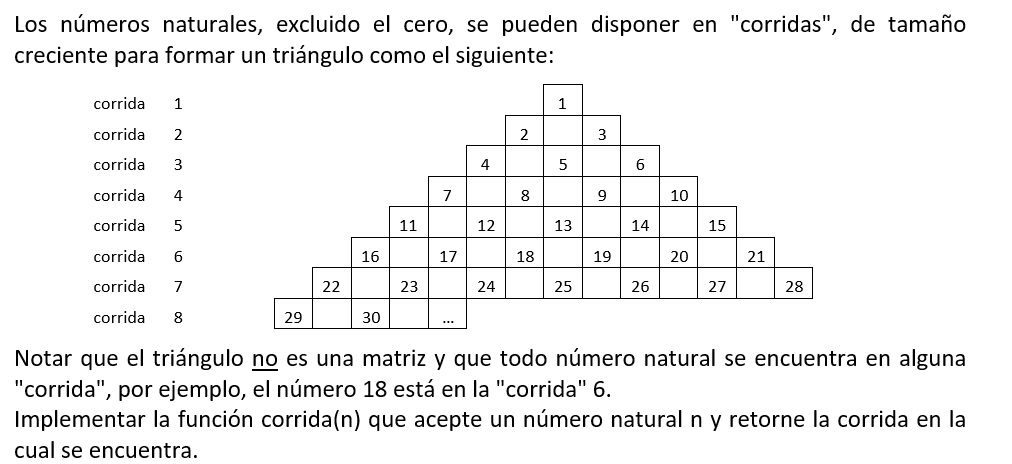 Los números naturales, excluido el cero, se pueden disponer en "corridas", de tamaño
creciente para formar un triángulo como el siguiente:
corrida 1 1
corrida 2 2 3
corrida 3 4 5 6
corrida 4 7 8 9 10
corrida 5 11 12 13 14 15
corrida 6 16 17 18 19 20 21
corrida 7 22 23 24 25 26 27 28
corrida 8 29 30 ...
Notar que el triángulo no es una matriz y que todo número natural se encuentra en alguna
"corrida", por ejemplo, el número 18 está en la "corrida" 6.
Implementar la función corrida(n) que acepte un número natural n y retorne la corrida en la
cual se encuentra.